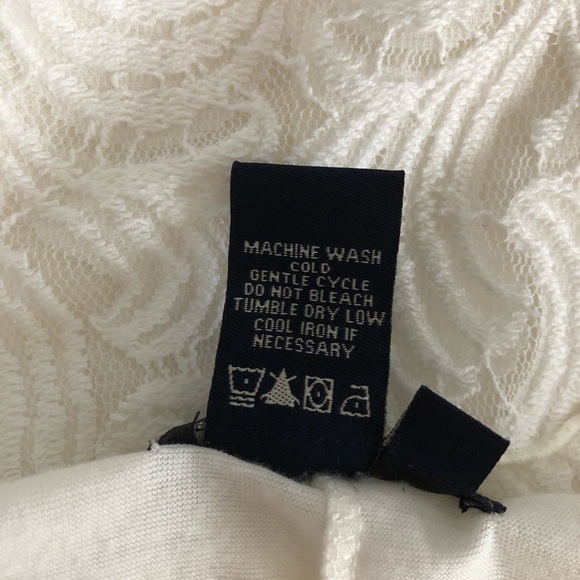 MACHINE WASH
COLD
GENTLE CYCLE
DO NOT BLEACH
TUMBLE DRY LOW
COOL IRON IF
NECESSARY